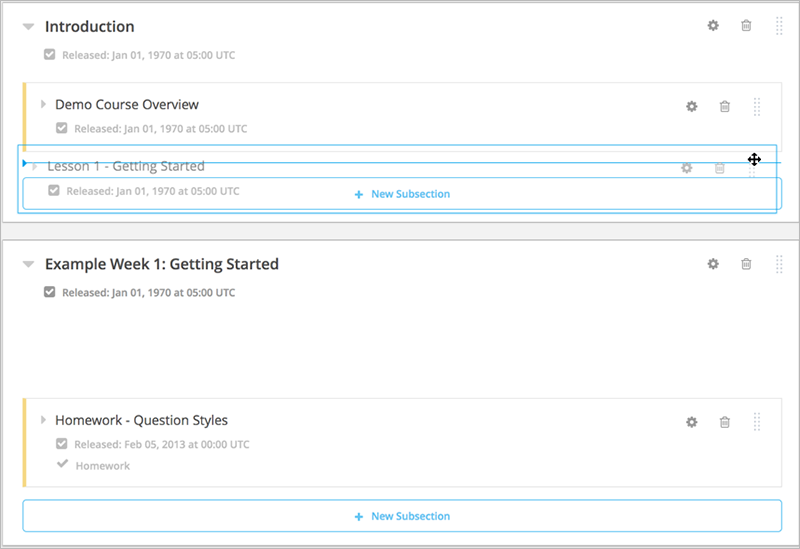 Introduction
Released: Jan 01, 1970 at 05:00 UTC
Demo Course Overview
Released: Jan 01, 1970 at 05:00 UTC
Lesson 1 - Getting Started
Released: Jan 01, 1970 at 05:00 UTC
+ New Subsection
Example Week 1: Getting Started
Released: Jan 01, 1970 at 05:00 UTC
Homework - Question Styles
Released: Feb 05, 2013 at 00:00 UTC
Homework
+ New Subsection